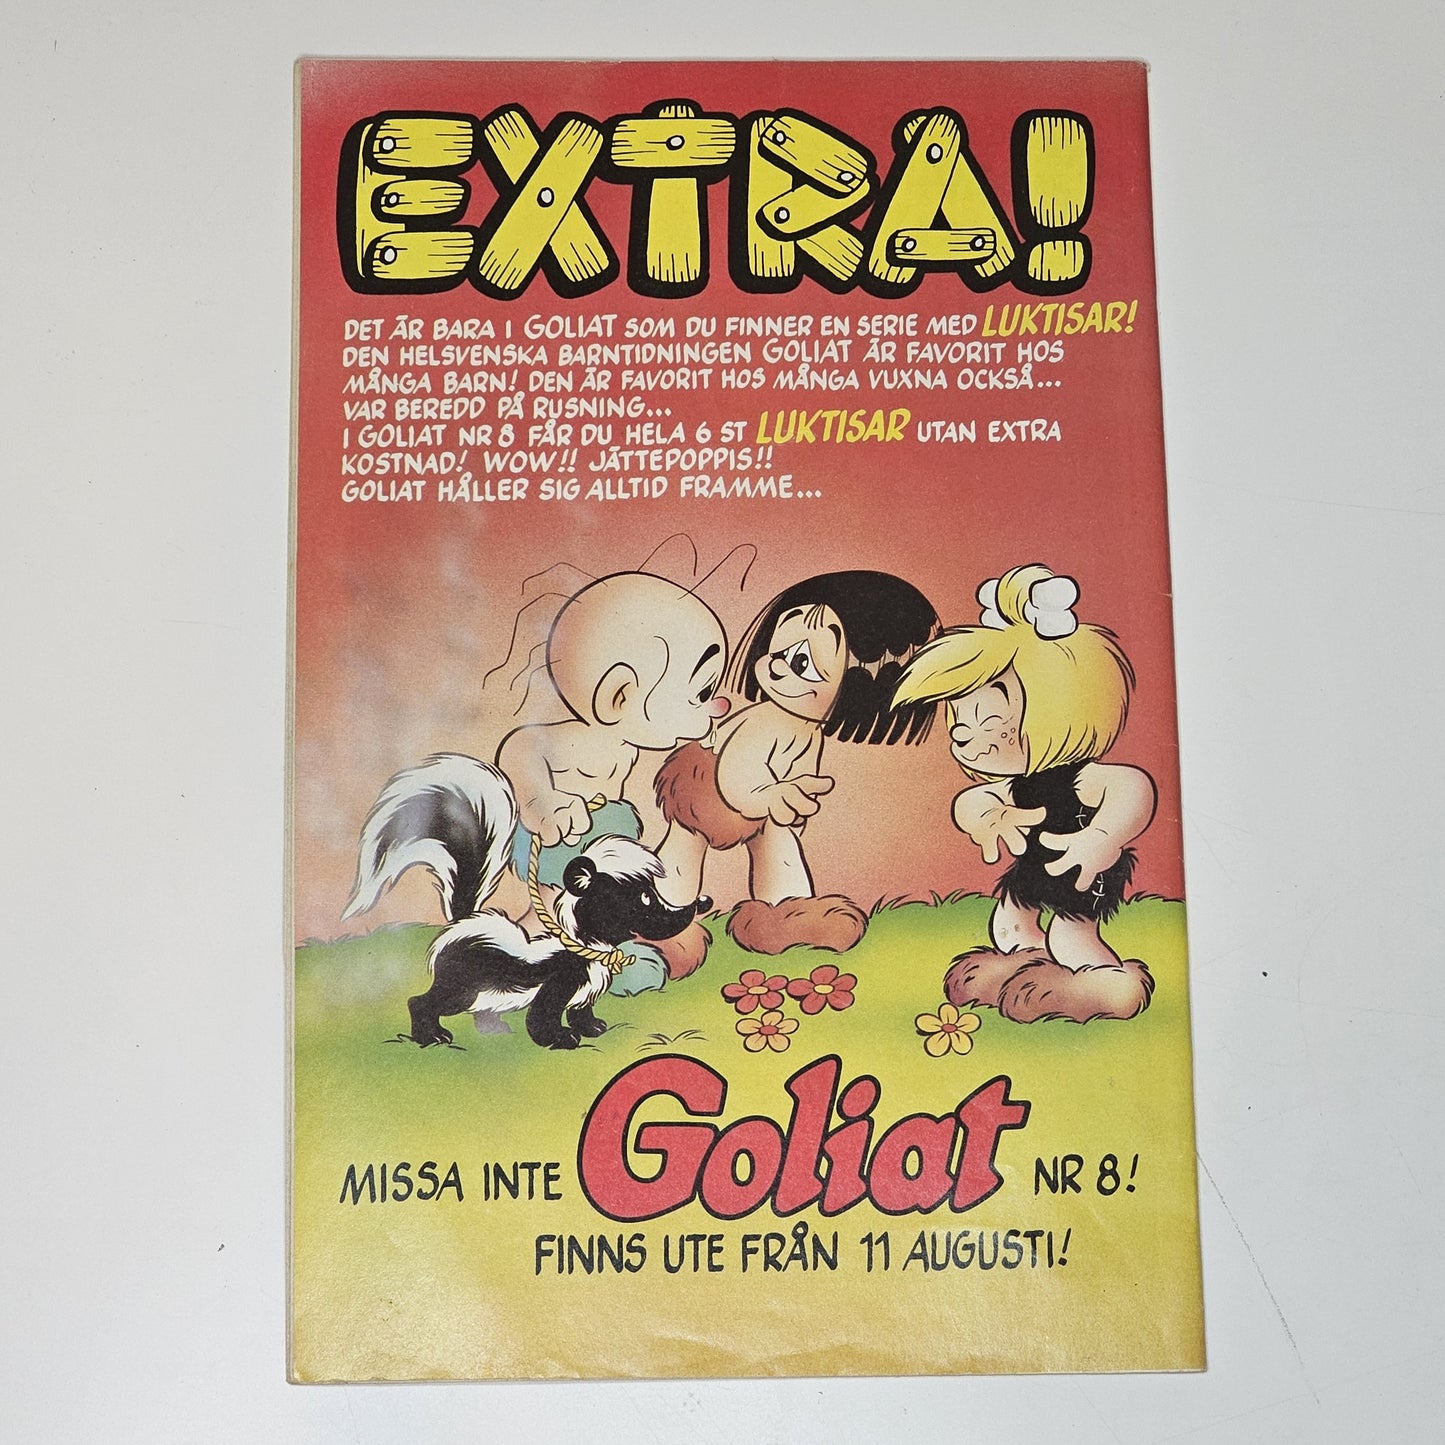 EXTRA!
DET ÄR BARA I GOLIAT SOM DU FINNER EN SERIE MED LUKTISAR!
DEN HELSVENSKA BARNTIDNINGEN GOLIAT ÄR FAVORIT HOS
MÅNGA BARN! DEN ÄR FAVORIT HOS MÅNGA VUXNA OCKSÅ...
VAR BEREDD PÅ RUSNING...
I GOLIAT NR 8 FÅR DU HELA 6 ST LUKTISAR UTAN EXTRA
KOSTNAD! WOW!! JÄTTEPOPPIS!!
GOLIAT HÅLLER SIG ALLTID FRAMME...
MISSA INTE Goliat NR 8!
FINNS UTE FRÅN 11 AUGUSTI!